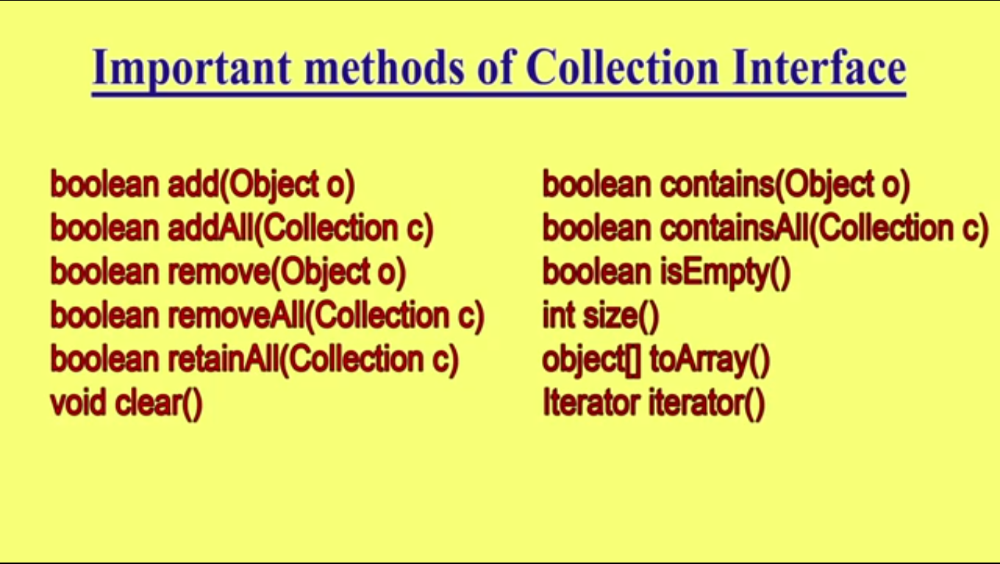 Important methods of Collection Interface
boolean add(Object o)
boolean addAll(Collection c)
boolean remove(Object o)
boolean removeAll(Collection c)
boolean retainAll(Collection c)
void clear()
boolean contains(Object o)
boolean containsAll(Collection c)
boolean isEmpty()
int size()
object[] toArray()
Iterator iterator()